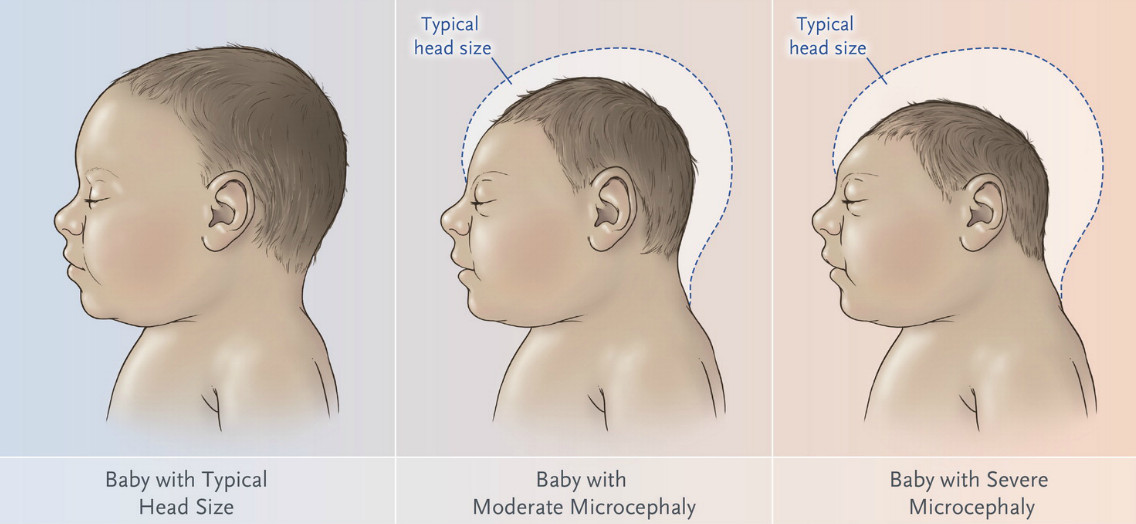 Typical
head size
Typical
head size
Baby with Typical
Head Size
Baby with
Moderate Microcephaly
Baby with Severe
Microcephaly